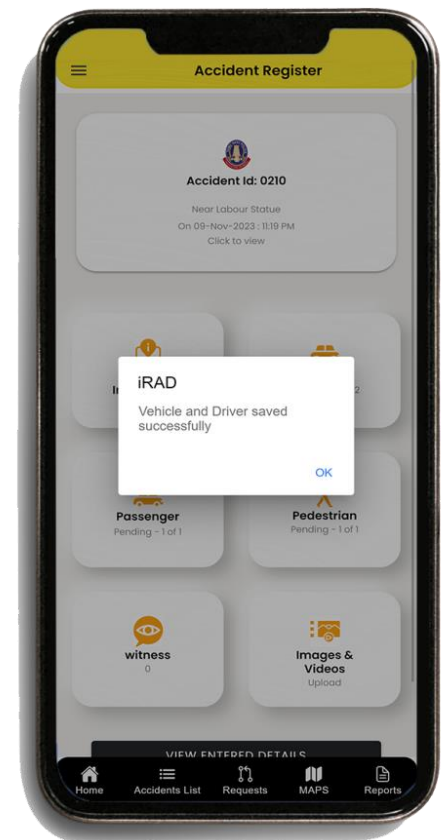 Accident Register
Accident Id: 0210
Near Labour Statue
On 09-Nov-2023 : 11:19 PM
Click to view
iRAD
Vehicle and Driver saved
successfully
OK
2
Passenger
Pending - 1 of 1
Pedestrian
Pending - 1 of 1
witness
0
Images &
Videos
Upload
VIEW ENTERED DETAILS
Home
Accidents List
Requests
MAPS
Reports